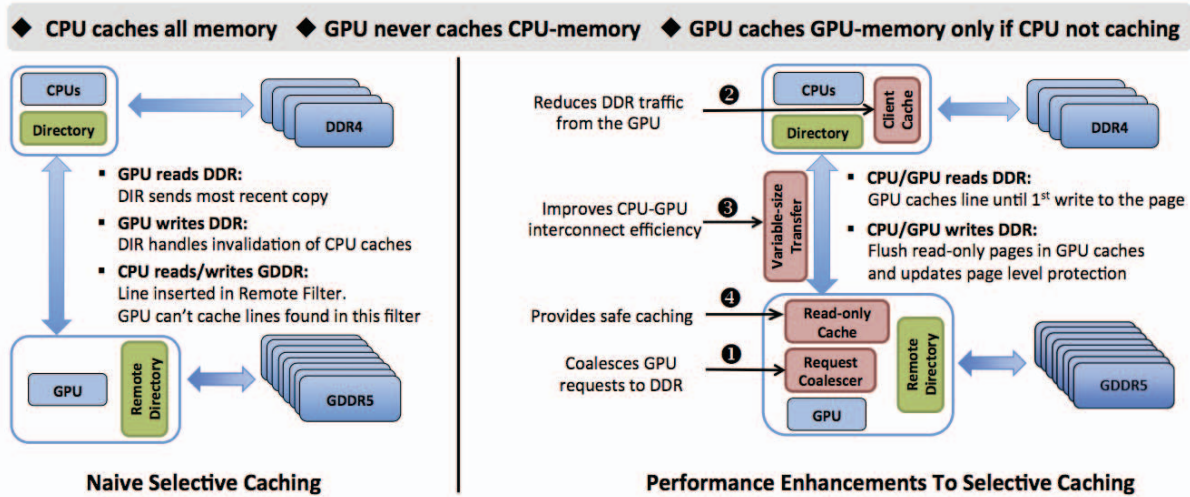 ◆ CPU caches all memory ◆ GPU never caches CPU-memory ◆ GPU caches GPU-memory only if CPU not caching
CPUs
Directory
DDR4
▪ GPU reads DDR:
DIR sends most recent copy
▪ GPU writes DDR:
DIR handles invalidation of CPU caches
▪ CPU reads/writes GDDR:
Line inserted in Remote Filter.
GPU can't cache lines found in this filter
GPU
Remote
Directory
GDDR5
Naive Selective Caching
Reduces DDR traffic
from the GPU
❷
CPUs
Directory
Client
Cache
DDR4
Improves CPU-GPU
interconnect efficiency
❸
Variable-size
Transfer
▪ CPU/GPU reads DDR:
GPU caches line until 1st write to the page
▪ CPU/GPU writes DDR:
Flush read-only pages in GPU caches
and updates page level protection
Provides safe caching
❹
Read-only
Cache
Coalesces GPU
requests to DDR
❶
Request
Coalescer
GPU
Remote
Directory
GDDR5
Performance Enhancements To Selective Caching